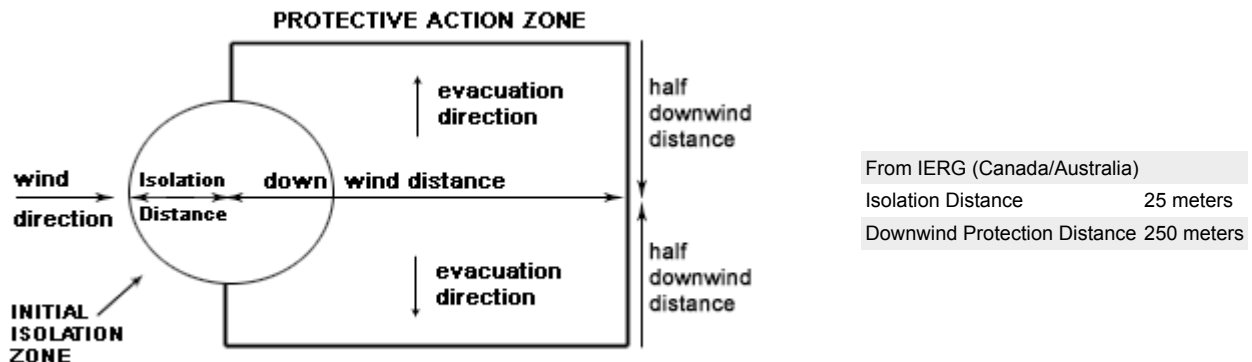 PROTECTIVE ACTION ZONE
evacuation
direction
half
downwind
distance
wind
direction
Isolation
Distance
down wind distance
evacuation
direction
half
downwind
distance
INITIAL
ISOLATION
ZONE
From IERG (Canada/Australia)
Isolation Distance 25 meters
Downwind Protection Distance 250 meters